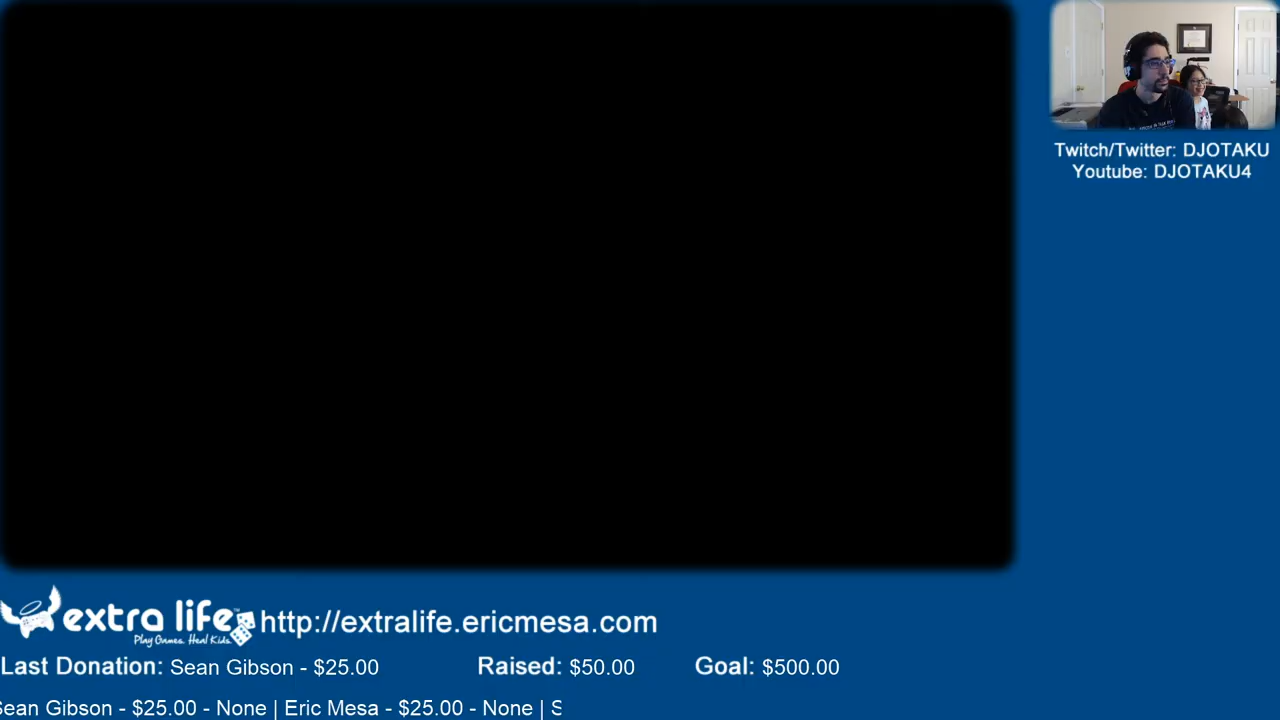 Twitch/Twitter: DJOTAKU
Youtube: DJOTAKU4
extra life
Play Games. Heal Kids.
http://extralife.ericmesa.com
Last Donation: Sean Gibson - $25.00 Raised: $50.00 Goal: $500.00
Sean Gibson - $25.00 - None | Eric Mesa - $25.00 - None | S